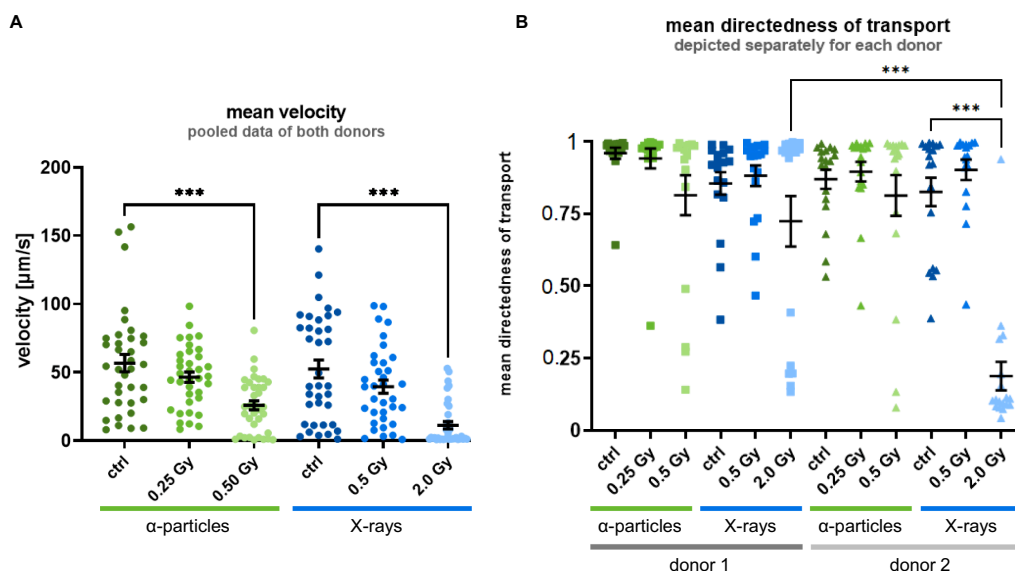 A
mean velocity
pooled data of both donors
velocity [µm/s]
200
150
100
50
0
***
***
ctrl
0.25 Gy
0.50 Gy
ctrl
0.5 Gy
2.0 Gy
α-particles
X-rays
B
mean directedness of transport
depicted separately for each donor
mean directedness of transport
1
0.75
0.50
0.25
0
***
***
ctrl
0.25 Gy
0.5 Gy
ctrl
0.5 Gy
2.0 Gy
ctrl
0.25 Gy
0.5 Gy
ctrl
0.5 Gy
2.0 Gy
α-particles
X-rays
α-particles
X-rays
donor 1
donor 2